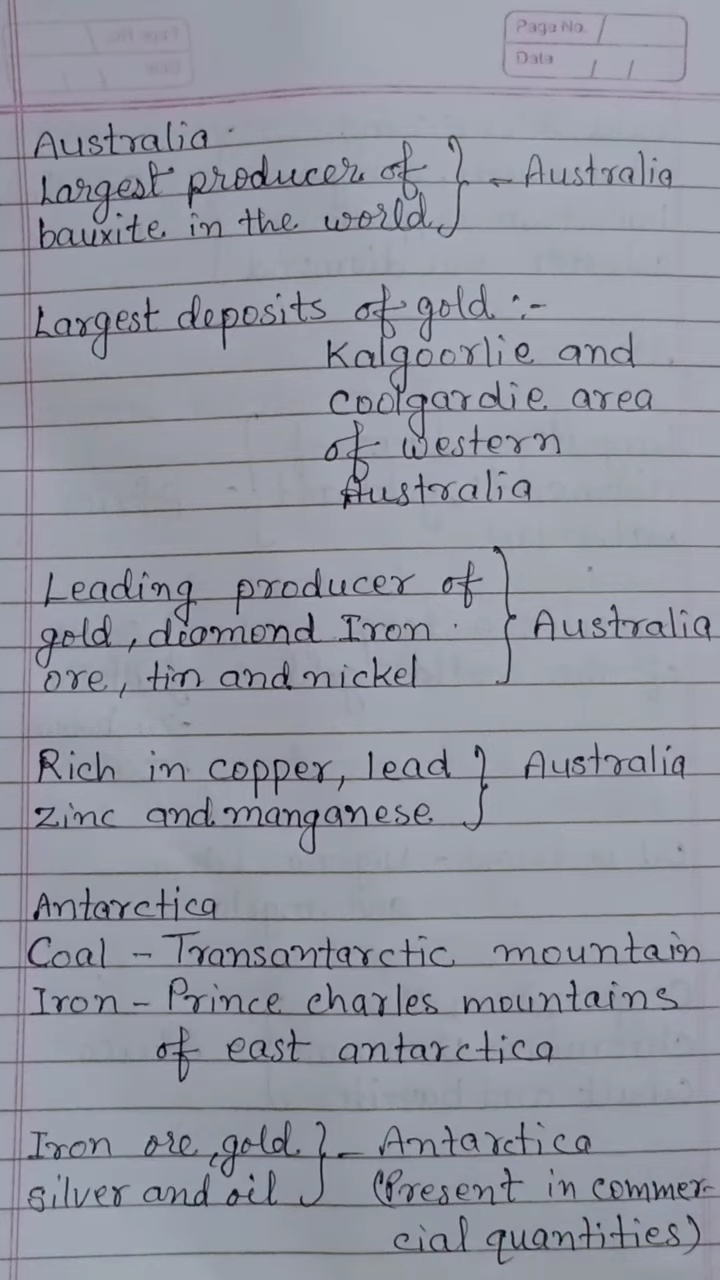 Page No.
Data
Australia
Largest producer of } - Australia
bauxite in the world
Largest deposits of gold :-
Kalgoorlie and
Coolgardie area
of western
Australia
Leading producer of
gold, diamond Iron } Australia
ore, tin and nickel
Rich in copper, lead } Australia
zinc and manganese
Antarctica
Coal - Transantarctic mountain
Iron - Prince charles mountains
of east antarctica
Iron ore, gold } - Antarctica
silver and oil (Present in commer-
cial quantities)